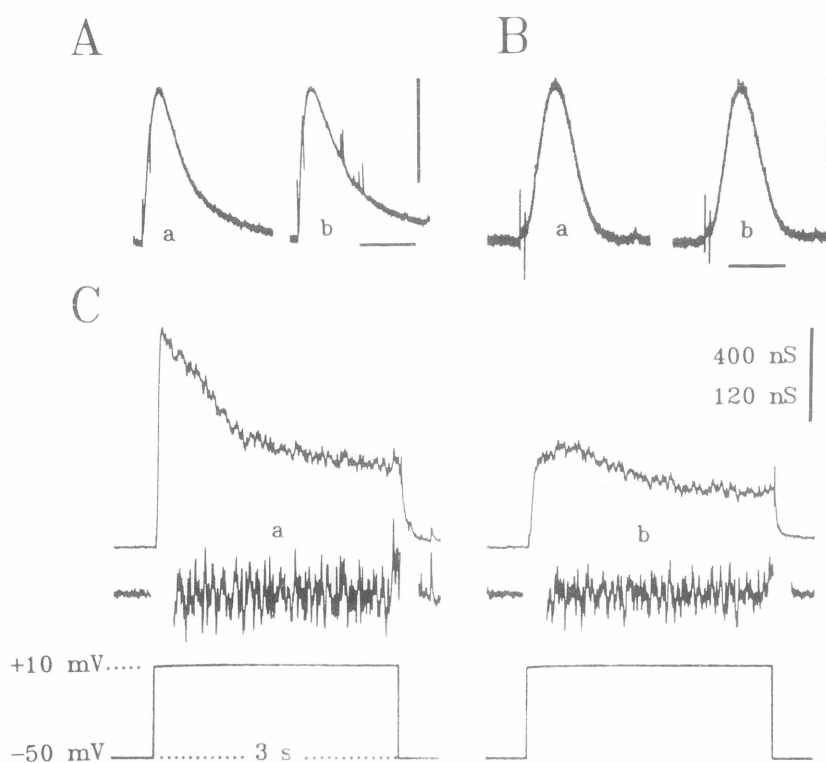 A B
a b a b
C
400 nS
120 nS
a b
+10 mV.....
-50 mV ........... 3 s ............